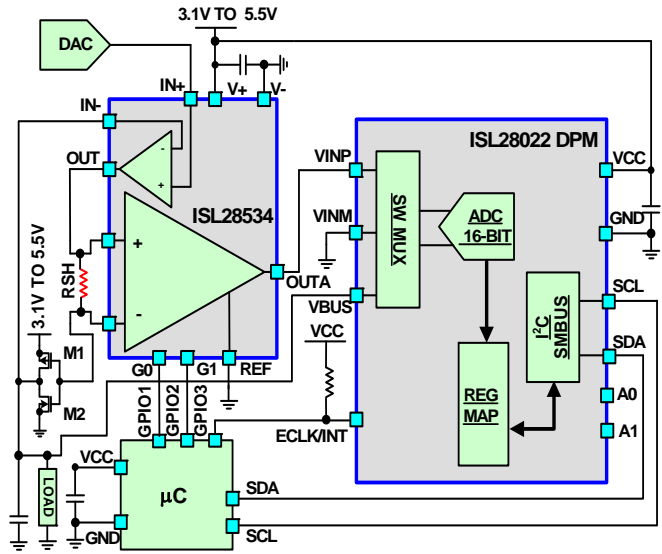 3.1V TO 5.5V
DAC
IN+
V+
V-
IN-
OUT
-
+
ISL28534
+
-
RSH
3.1V TO 5.5V
M1
M2
OUTA
G0
G1
REF
GPIO1
GPIO2
GPIO3
VCC
GND
µC
SDA
SCL
LOAD
ISL28022 DPM
VINP
VINM
VBUS
VCC
ECLK/INT
SW MUX
ADC
16-BIT
REG
MAP
I2C
SMBUS
VCC
GND
SCL
SDA
A0
A1